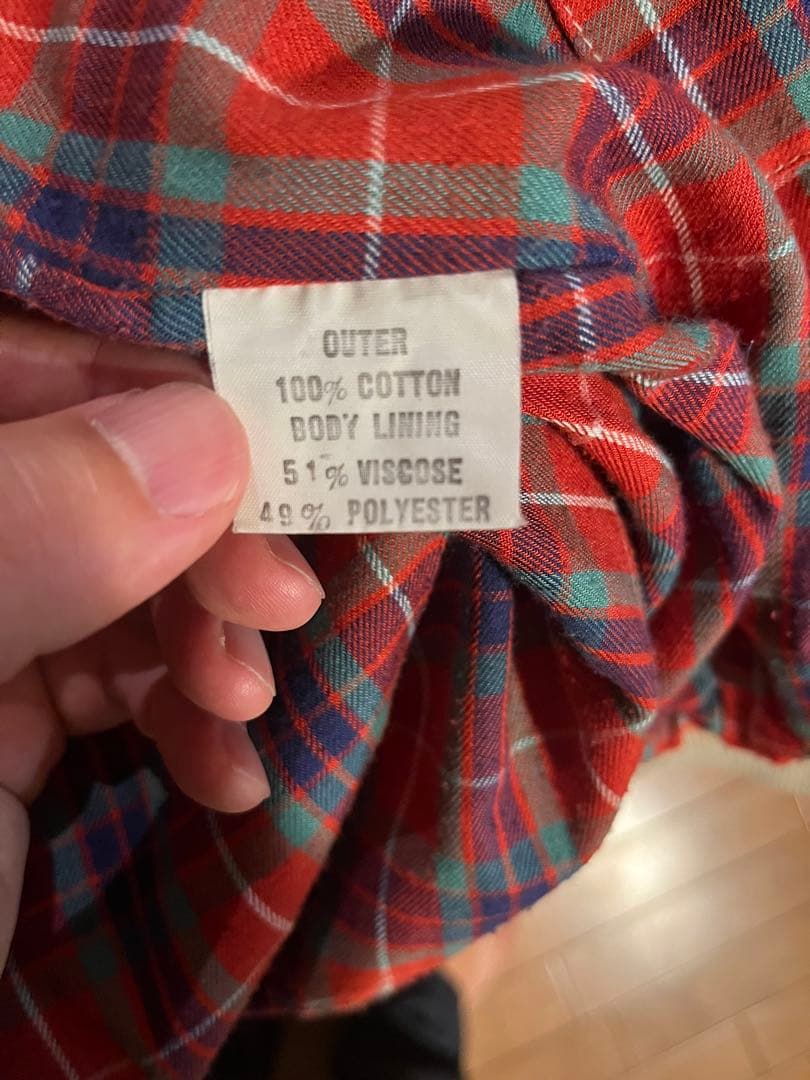 OUTER
100% COTTON
BODY LINING
51% VISCOSE
49% POLYESTER